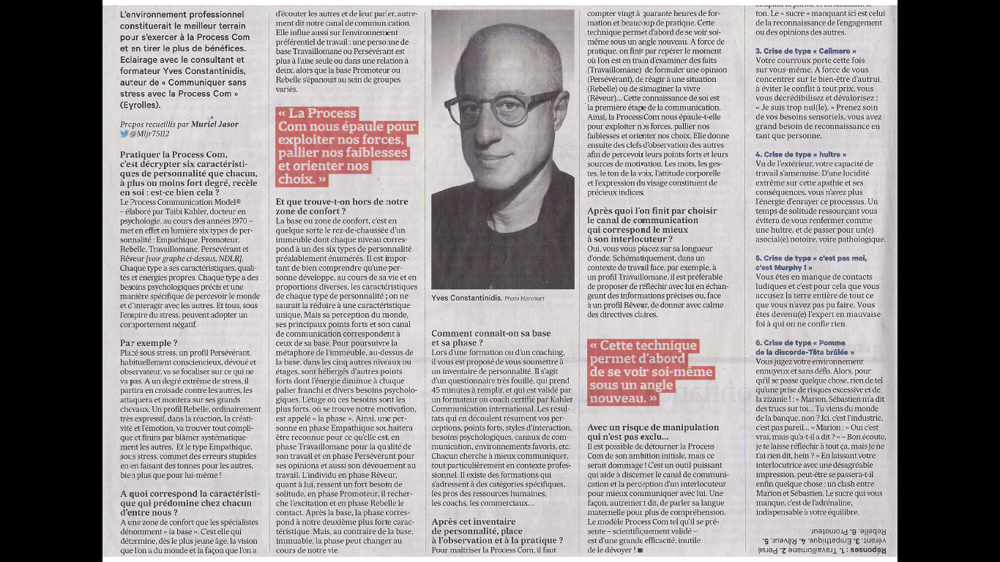 L'environnement professionnel
constituerait le meilleur terrain
pour s'exercer à la Process Com
et en tirer le plus de bénéfices.
Eclairage avec le consultant et
formateur Yves Constantinidis,
auteur de « Communiquer sans
stress avec la Process Com »
(Eyrolles).
Propos recueillis par Muriel Jasor
@Mljr75112
Pratiquer la Process Com,
c'est décrypter six caractéristi-
ques de personnalité que chacun,
à plus ou moins fort degré, recèle
en soi : est-ce bien cela ?
Le Process Communication Model®
– élaboré par Taibi Kahler, docteur en
psychologie, au cours des années 1970 –
met en effet en lumière six types de per-
sonnalité : Empathique, Promoteur,
Rebelle, Travaillomane, Persévérant et
Rêveur [voir graphe ci-dessus, NDLR].
Chaque type a ses caractéristiques, quali-
tés et énergies propres. Chaque type a des
besoins psychologiques précis et une
manière spécifique de percevoir le monde
et d'interagir avec les autres. Et tous, sous
l'empire du stress, peuvent adopter un
comportement négatif.
Par exemple ?
Placé sous stress, un profil Persévérant,
habituellement consciencieux, dévoué et
observateur, va se focaliser sur ce qui ne
va pas. A un degré extrême de stress, il
partira en croisade contre les autres, les
attaquera et montera sur ses grands
chevaux. Un profil Rebelle, ordinairement
très expressif, dans la réaction, la créati-
vité et l'émotion, va trouver tout compli-
qué et finira par blâmer systématique-
ment les autres. Et le type Empathique,
sous stress, commet des erreurs stupides
en en faisant des tonnes pour les autres,
bien plus que pour lui-même !
A quoi correspond la caractéristi-
que qui prédomine chez chacun
d'entre nous ?
A une zone de confort que les spécialistes
dénomment « la base ». C'est elle qui
détermine, dès le plus jeune âge, la vision
que l'on a du monde et la façon que l'on a
d'écouter les autres et de leur parler, autre-
ment dit notre canal de communication.
Elle influe aussi sur l'environnement
préférentiel de travail : une personne de
base Travaillomane ou Persévérant est
plus à l'aise seule ou dans une relation à
deux, alors que la base Promoteur ou
Rebelle s'épanouit au sein de groupes
variés.
« La Process
Com nous épaule pour
exploiter nos forces,
pallier nos faiblesses
et orienter nos
choix. »
Et que trouve-t-on hors de notre
zone de confort ?
La base ou zone de confort, c'est en
quelque sorte le rez-de-chaussée d'un
immeuble dont chaque niveau corres-
pond à un des six types de personnalité
préalablement énumérés. Il est impor-
tant de bien comprendre qu'une per-
sonne développe, au cours de sa vie et en
proportions diverses, les caractéristiques
de chaque type de personnalité ; on ne
saurait la réduire à une caractéristique
unique. Mais sa perception du monde,
ses principaux points forts et son canal
de communication correspondent à
ceux de sa base. Pour poursuivre la
métaphore de l'immeuble, au-dessus de
la base, dans les cinq autres niveaux ou
étages, sont hébergés d'autres points
forts dont l'énergie diminue à chaque
palier franchi et divers besoins psycholo-
giques. L'étage où ces besoins sont les
plus forts, où se trouve notre motivation,
est appelé « la phase ». Ainsi, une per-
sonne en phase Empathique souhaitera
être reconnue pour ce qu'elle est, en
phase Travaillomane pour la qualité de
son travail et en phase Persévérant pour
ses opinions et aussi son dévouement au
travail. L'individu en phase Rêveur,
quant à lui, ressent un fort besoin de
solitude, en phase Promoteur, il recher-
che l'excitation et en phase Rebelle le
contact. Après la base, la phase corres-
pond à notre deuxième plus forte carac-
téristique. Mais, au contraire de la base,
immuable, la phase peut changer au
cours de notre vie.
Yves Constantinidis. Photo Harcourt
Comment connaît-on sa base
et sa phase ?
Lors d'une formation ou d'un coaching,
il vous est proposé de vous soumettre à
un inventaire de personnalité. Il s'agit
d'un questionnaire très fouillé, qui prend
45 minutes à remplir, et qui est validé par
un formateur ou coach certifié par Kahler
Communication international. Les résul-
tats qui en découlent résument vos per-
ceptions, points forts, styles d'interaction,
besoins psychologiques, canaux de com-
munication, environnements favoris, etc.
Chacun cherche à mieux communiquer,
tout particulièrement en contexte profes-
sionnel. Il existe des formations qui
s'adressent à des catégories spécifiques,
les pros des ressources humaines,
les coachs, les commerciaux...
Après cet inventaire
de personnalité, place
à l'observation et à la pratique ?
Pour maîtriser la Process Com, il faut
compter vingt à quarante heures de for-
mation et beaucoup de pratique. Cette
technique permet d'abord de se voir soi-
même sous un angle nouveau. A force de
pratique, on finit par repérer le moment
où l'on est en train d'examiner des faits
(Travaillomane) de formuler une opinion
(Persévérant), de réagir à une situation
(Rebelle) ou de s'imaginer la vivre
(Rêveur)... Cette connaissance de soi est
la première étape de la communication.
Ainsi, la Process Com nous épaule-t-elle
pour exploiter nos forces, pallier nos
faiblesses et orienter nos choix. Elle donne
ensuite des clefs d'observation des autres
afin de percevoir leurs points forts et leurs
sources de motivation. Les mots, les ges-
tes, le ton de la voix, l'attitude corporelle
et l'expression du visage constituent de
précieux indices.
Après quoi l'on finit par choisir
le canal de communication
qui correspond le mieux
à son interlocuteur ?
Oui, vous vous placez sur sa longueur
d'onde. Schématiquement, dans un
contexte de travail face, par exemple, à
un profil Travaillomane, il est préférable
de proposer de réfléchir avec lui en échan-
geant des informations précises ou, face
à un profil Rêveur, de donner avec calme
des directives claires.
« Cette technique
permet d'abord
de se voir soi-même
sous un angle
nouveau. »
Avec un risque de manipulation
qui n'est pas exclu...
Il est possible de détourner la Process
Com de son ambition initiale, mais ce
serait dommage ! C'est un outil puissant
qui aide à discerner le canal de communi-
cation et la perception d'un interlocuteur
pour mieux communiquer avec lui. Une
façon, autrement dit, de parler sa langue
maternelle pour plus de compréhension.
Le modèle Process Com tel qu'il se pré-
sente – scientifiquement validé –
est d'une grande efficacité, inutile
de le dévoyer ! ■
ton. Le « sucre » manquant ici est celui
de la reconnaissance de l'engagement
ou des opinions des autres.
3. Crise de type « Calimero »
Votre courroux porte cette fois
sur vous-même. A force de vous
concentrer sur le bien-être d'autrui,
à éviter le conflit à tout prix, vous
vous décrédibilisez et dévalorisez :
« Je suis trop nul(le). » Prenez soin
de vos besoins sensoriels, vous avez
grand besoin de reconnaissance en
tant que personne.
4. Crise de type « huître »
Vu de l'extérieur, votre capacité de
travail s'amenuise. D'une lucidité
extrême sur cette apathie et ses
conséquences, vous n'avez plus
l'énergie d'enrayer ce processus. Un
temps de solitude ressourçant vous
évitera de vous renfermer comme
une huître, et de passer pour un(e)
asocial(e) notoire, voire pathologique.
5. Crise de type « c'est pas moi,
c'est Murphy ! »
Vous êtes en manque de contacts
ludiques et c'est pour cela que vous
accusez la terre entière de tout ce
que vous n'avez pas pu faire. Vous
êtes devenu(e) l'expert en mauvaise
foi à qui on ne confie rien.
6. Crise de type « Pomme
de la discorde-Tête brûlée »
Vous jugez votre environnement
ennuyeux et sans défis. Alors, pour
qu'il se passe quelque chose, rien de tel
qu'une prise de risques excessive et de
la zizanie ! : « Marion, Sébastien m'a dit
des trucs sur toi... Tu viens du monde
de la banque, non ? Ici, c'est l'industrie,
c'est pas pareil... » Marion : « Oui c'est
vrai, mais qu'a-t-il a dit ? » « Bon écoute,
je te laisse réfléchir à tout ça, mais je ne
t'ai rien dit, hein ? » En laissant votre
interlocutrice avec une désagréable
impression, peut-être se passera-t-il
enfin quelque chose : un clash entre
Marion et Sébastien. Le sucre qui vous
manque, c'est de l'adrénaline,
indispensable à votre équilibre.
Réponses : 1. Travaillomane 2. Persé-
vérant 3. Empathique. 4. Rêveur. 5.
Rebelle. 6. Promoteur.